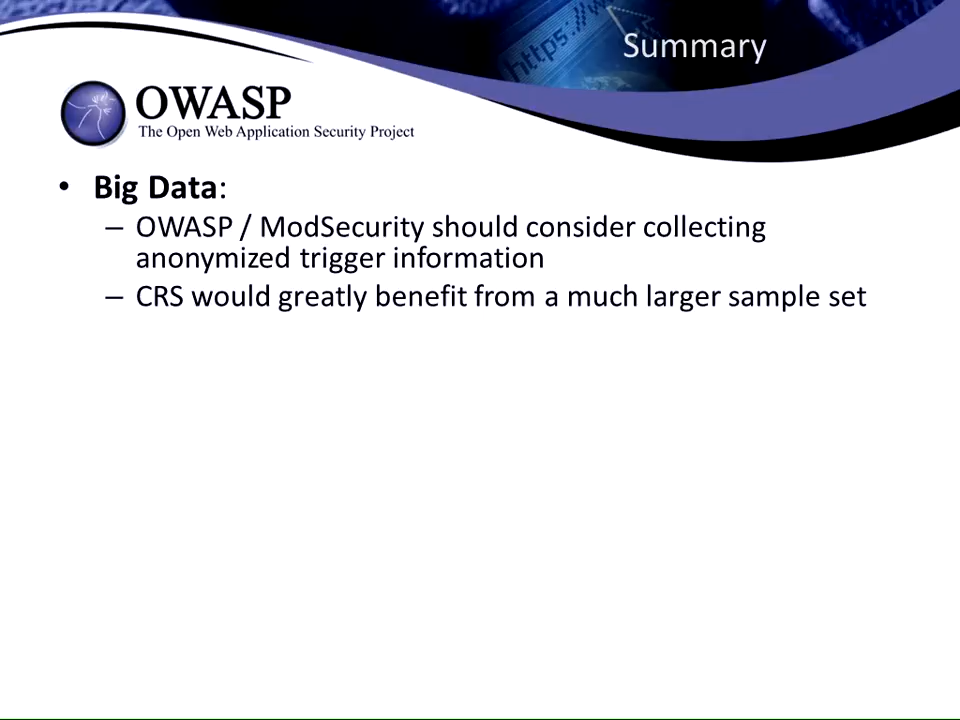 https://w
Summary
OWASP
The Open Web Application Security Project
• Big Data:
– OWASP / ModSecurity should consider collecting
anonymized trigger information
– CRS would greatly benefit from a much larger sample set